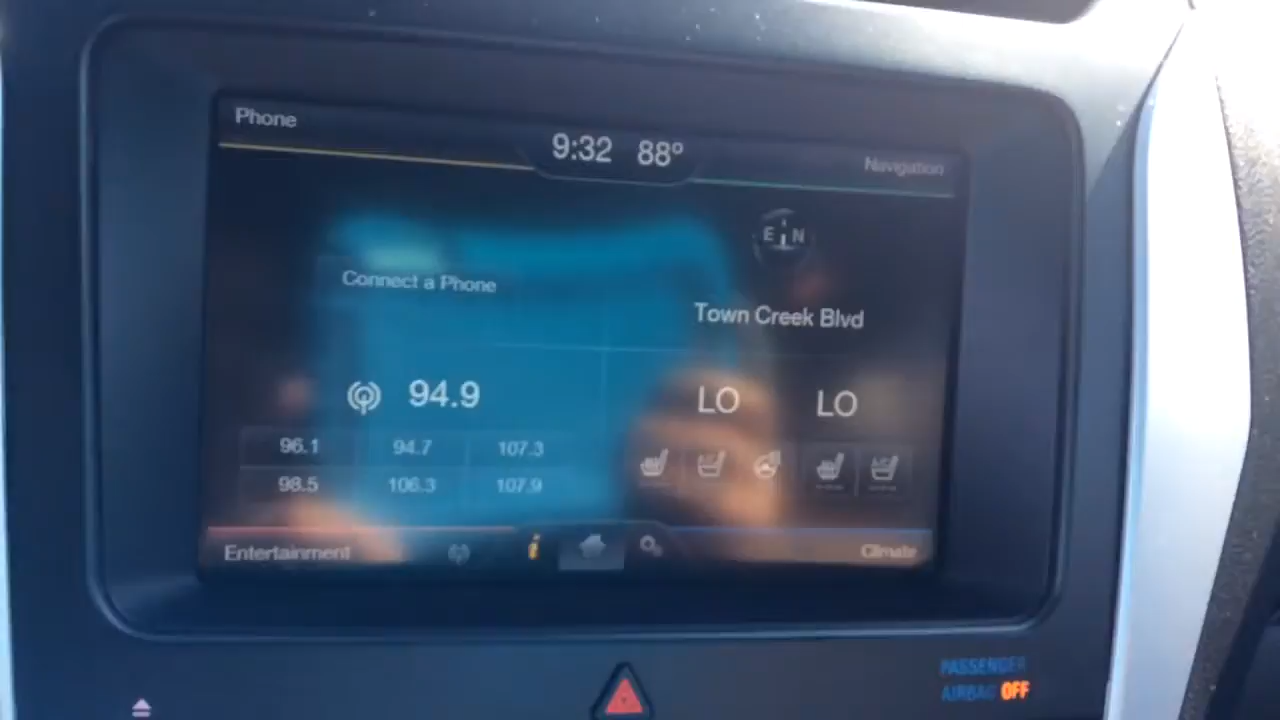 Phone
9:32 88°
Navigation
E N
Connect a Phone
Town Creek Blvd
94.9
LO LO
96.1 94.7 107.3
98.5 106.3 107.9
Entertainment
i
Climate
PASSENGER
AIRBAG OFF